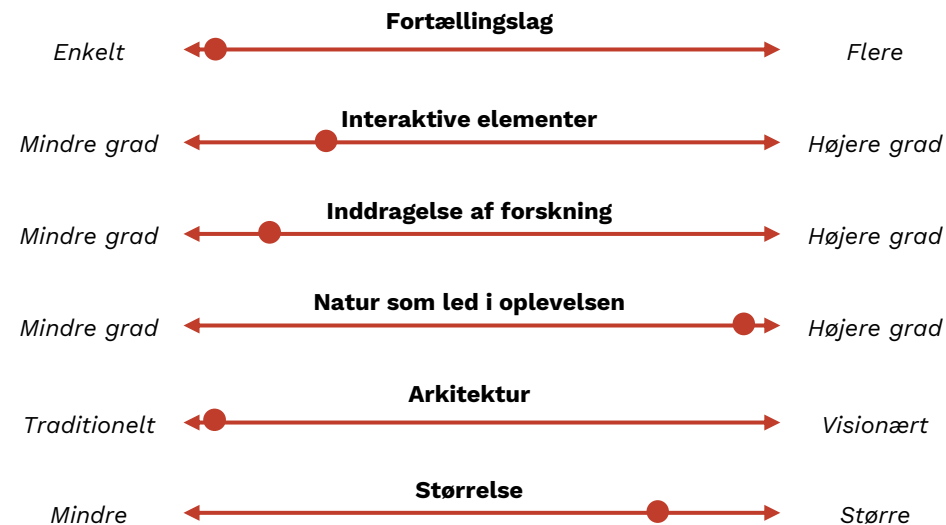 Fortællingslag
Enkelt
Flere
Interaktive elementer
Mindre grad
Højere grad
Inddragelse af forskning
Mindre grad
Højere grad
Natur som led i oplevelsen
Mindre grad
Højere grad
Arkitektur
Traditionelt
Visionært
Størrelse
Mindre
Større